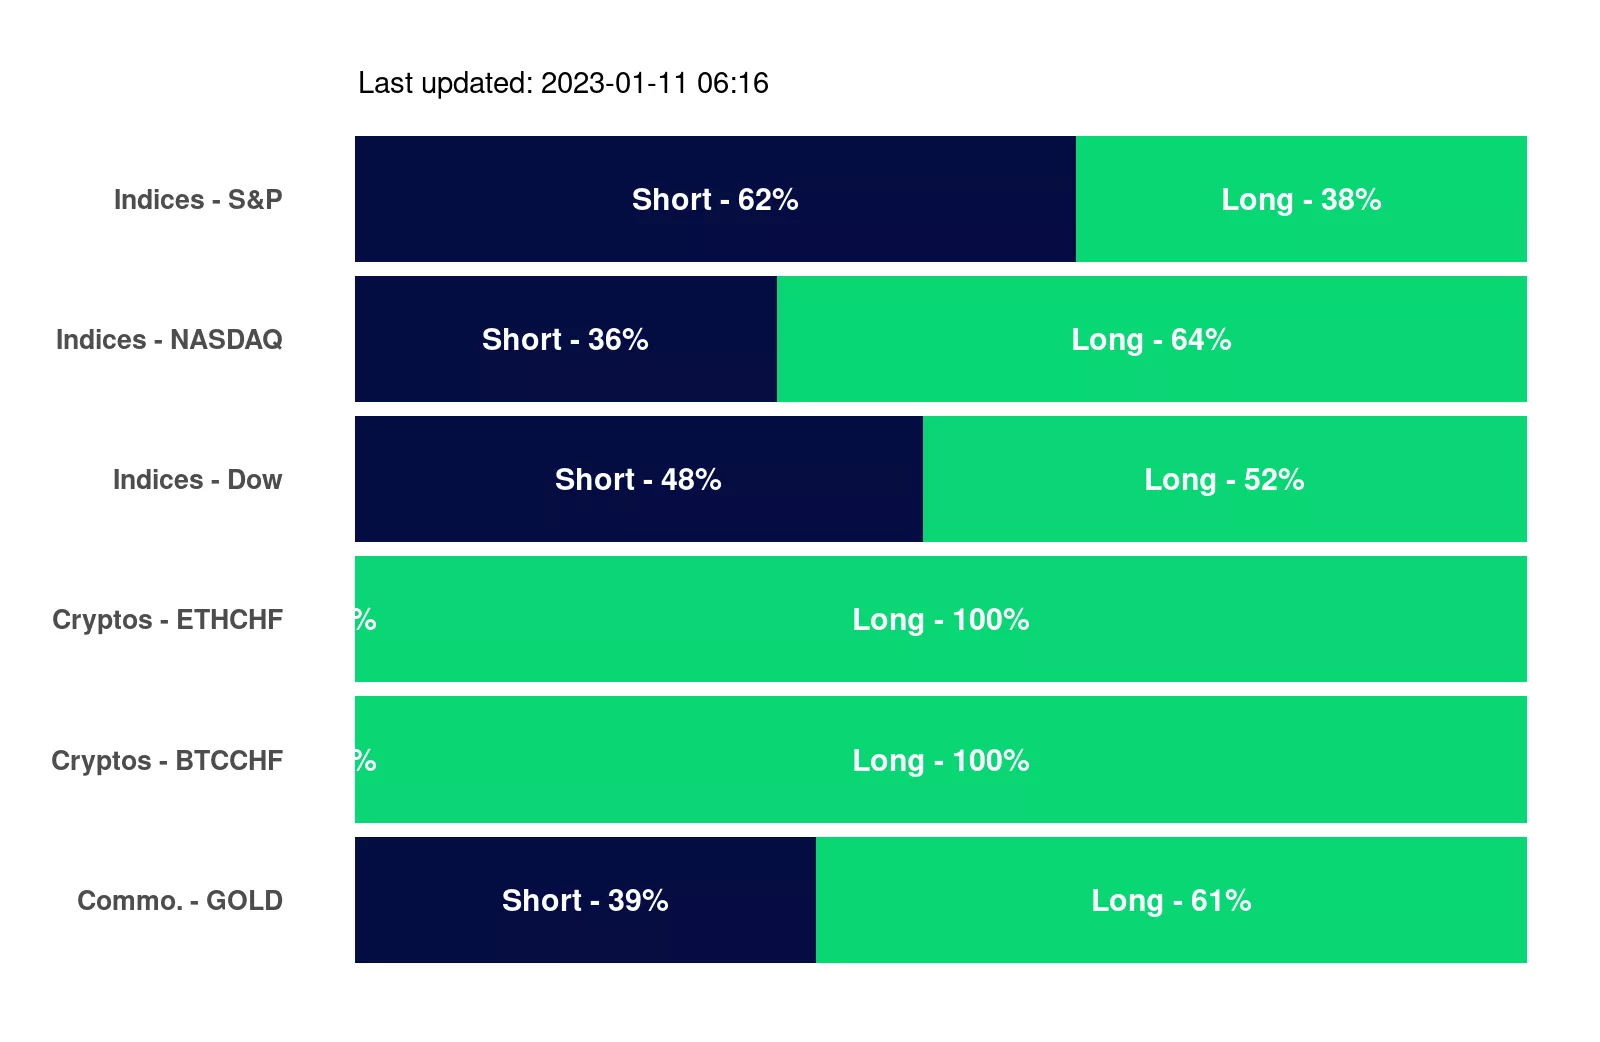 Last updated: 2023-01-11 06:16
Indices - S&P Short - 62% Long - 38%
Indices - NASDAQ Short - 36% Long - 64%
Indices - Dow Short - 48% Long - 52%
Cryptos - ETHCHF % Long - 100%
Cryptos - BTCCHF % Long - 100%
Commo. - GOLD Short - 39% Long - 61%